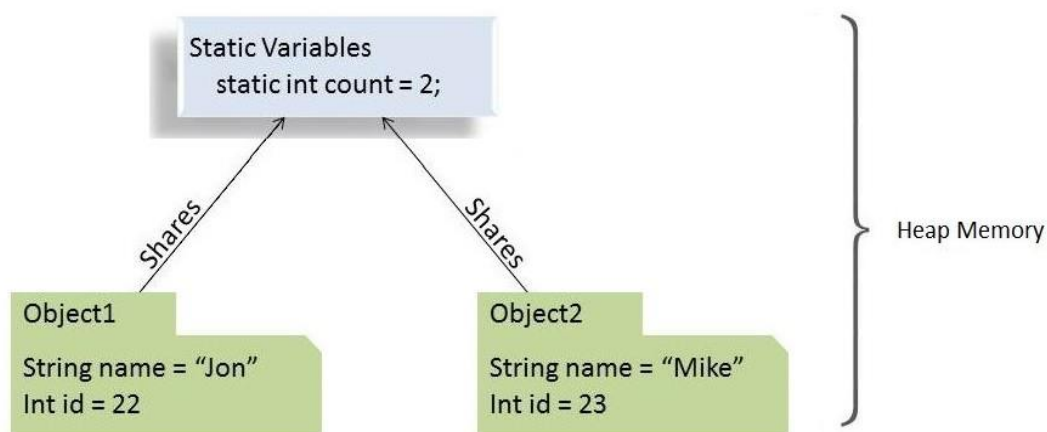 Static Variables
static int count = 2;
Shares
Shares
Heap Memory
Object1
String name = “Jon”
Int id = 22
Object2
String name = “Mike”
Int id = 23